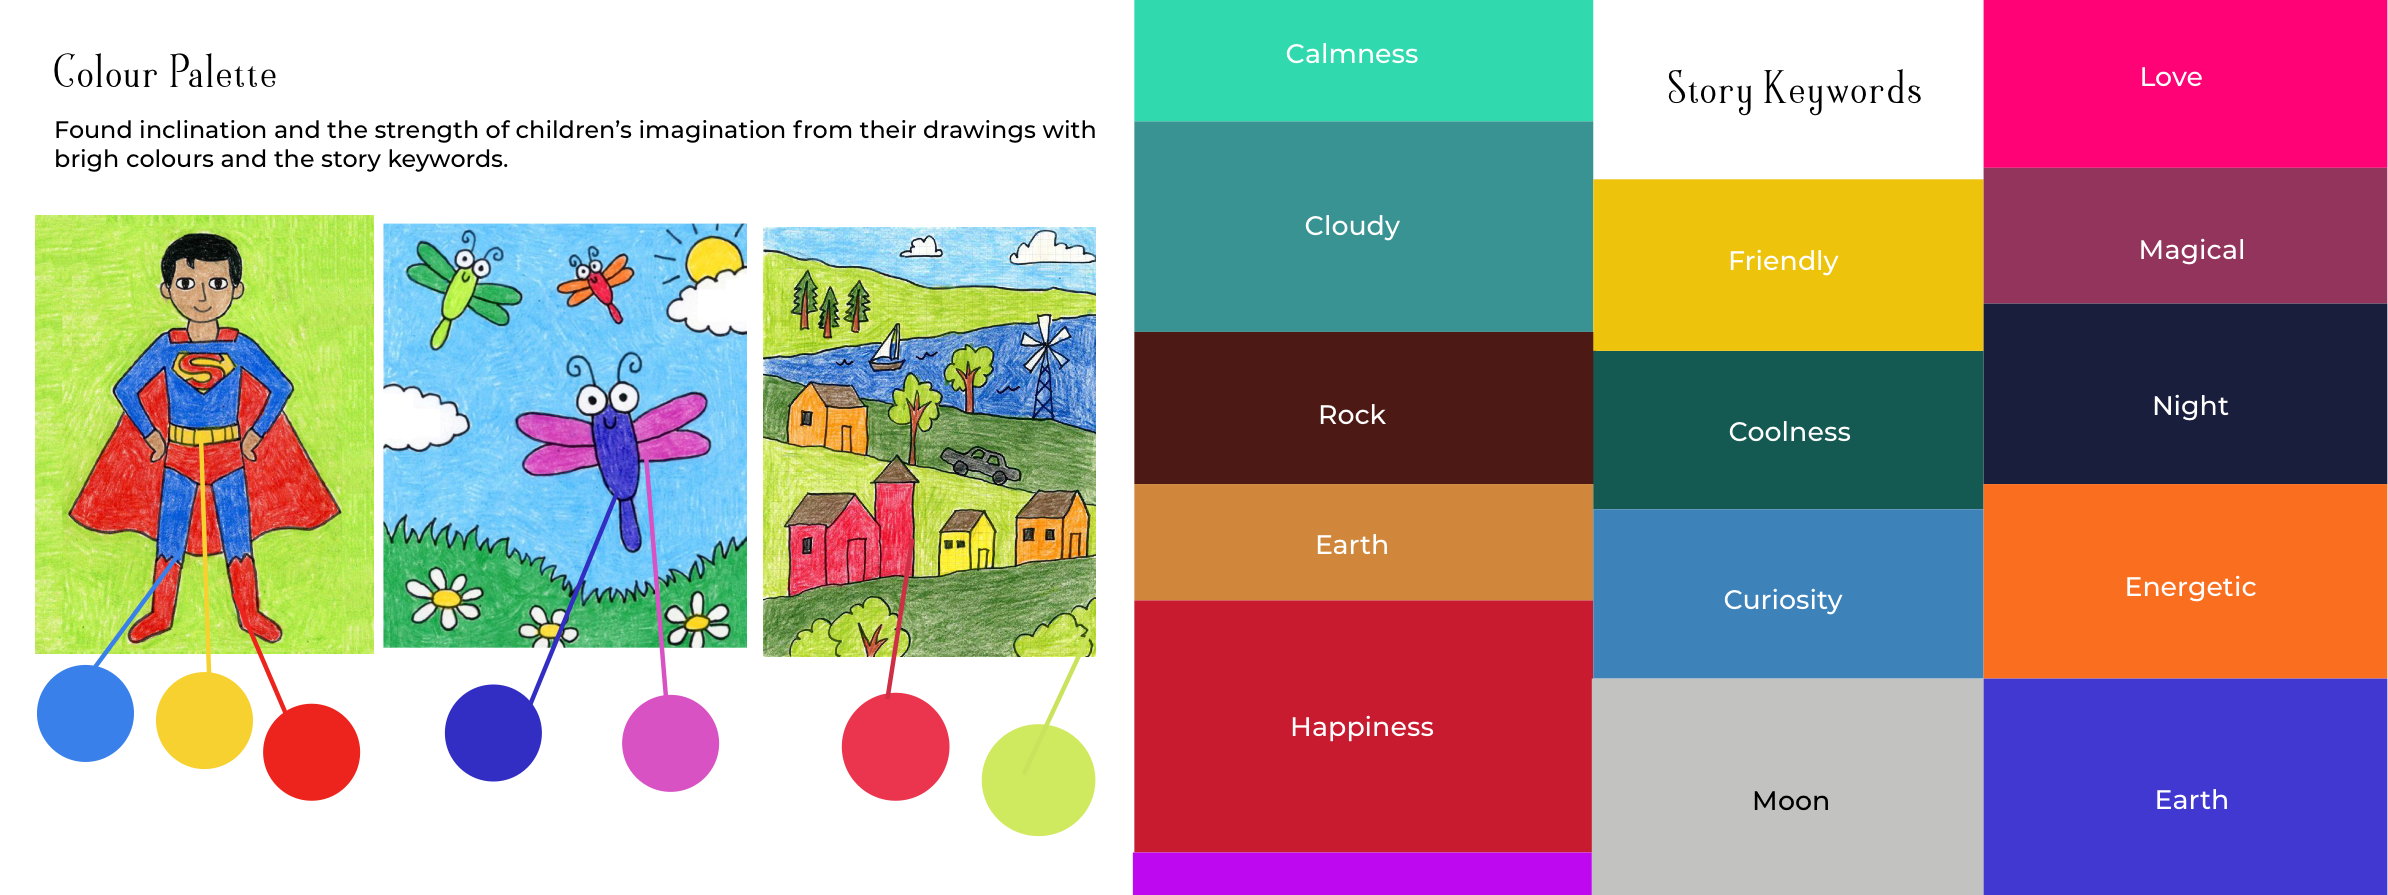 Colour Palette
Found inclination and the strength of children's imagination from their drawings with
brigh colours and the story keywords.
S
Calmness
Cloudy
Rock
Earth
Happiness
Story Keywords
Friendly
Coolness
Curiosity
Moon
Love
Magical
Night
Energetic
Earth